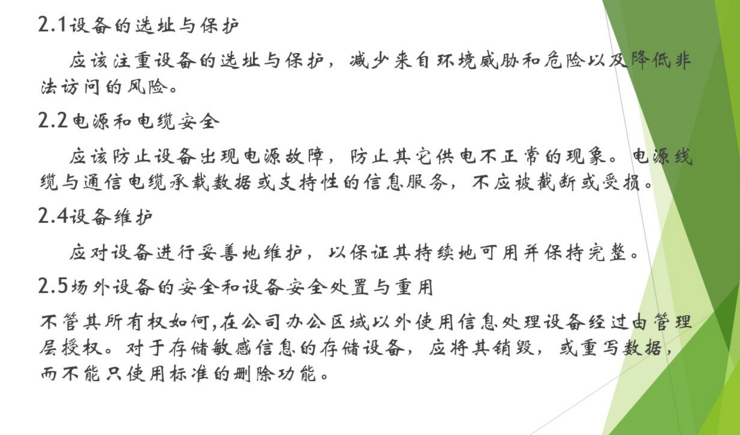 2.1设备的选址与保护
应该注重设备的选址与保护，减少来自环境威胁和危险以及降低非
法访问的风险。
2.2电源和电缆安全
应该防止设备出现电源故障，防止其它供电不正常的现象。电源线
缆与通信电缆承载数据或支持性的信息服务，不应被截断或受损。
2.4设备维护
应对设备进行妥善地维护，以保证其持续地可用并保持完整。
2.5场外设备的安全和设备安全处置与重用
不管其所有权如何,在公司办公区域以外使用信息处理设备经过由管理
层授权。对于存储敏感信息的存储设备，应将其销毁，或重写数据，
而不能只使用标准的删除功能。